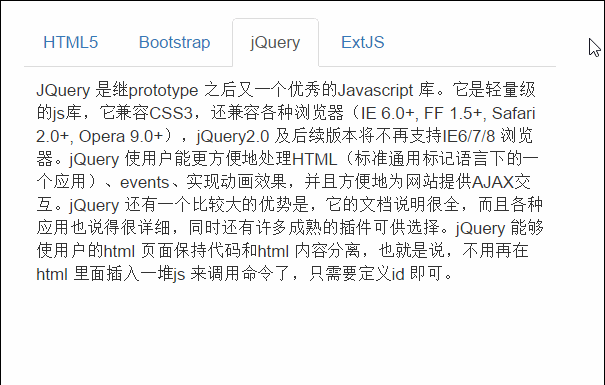 HTML5 Bootstrap jQuery ExtJS
JQuery 是继prototype 之后又一个优秀的Javascript 库。它是轻量级
的js库，它兼容CSS3，还兼容各种浏览器（IE 6.0+, FF 1.5+, Safari
2.0+, Opera 9.0+），jQuery2.0 及后续版本将不再支持IE6/7/8 浏览
器。jQuery 使用户能更方便地处理HTML（标准通用标记语言下的一
个应用）、events、实现动画效果，并且方便地为网站提供AJAX交
互。jQuery 还有一个比较大的优势是，它的文档说明很全，而且各种
应用也说得很详细，同时还有许多成熟的插件可供选择。jQuery 能够
使用户的html 页面保持代码和html 内容分离，也就是说，不用再在
html 里面插入一堆js 来调用命令了，只需要定义id 即可。